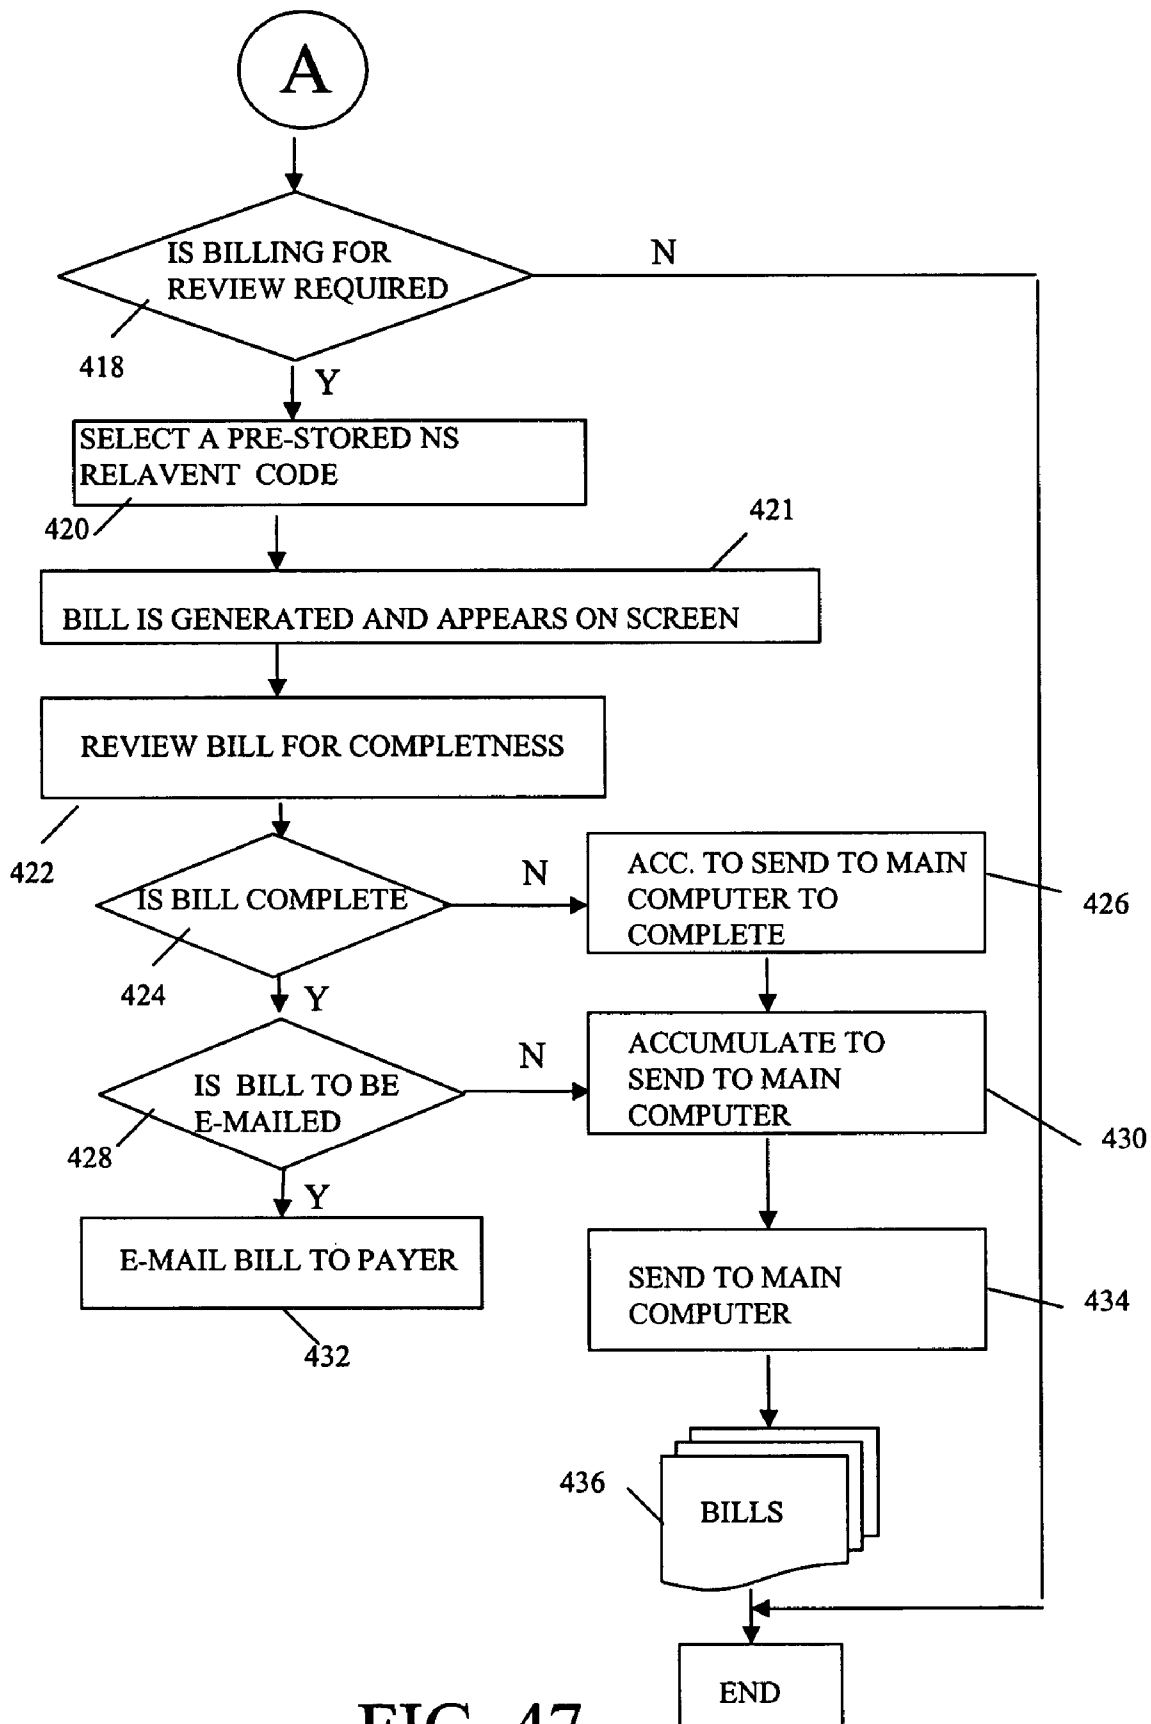 A
IS BILLING FOR
REVIEW REQUIRED
N
418
Y
SELECT A PRE-STORED NS
RELAVENT CODE
420
421
BILL IS GENERATED AND APPEARS ON SCREEN
REVIEW BILL FOR COMPLETNESS
422
IS BILL COMPLETE
N
ACC. TO SEND TO MAIN
COMPUTER TO
COMPLETE
426
424
Y
IS BILL TO BE
E-MAILED
N
ACCUMULATE TO
SEND TO MAIN
COMPUTER
430
428
Y
E-MAIL BILL TO PAYER
432
SEND TO MAIN
COMPUTER
434
436
BILLS
END
FIG. 47